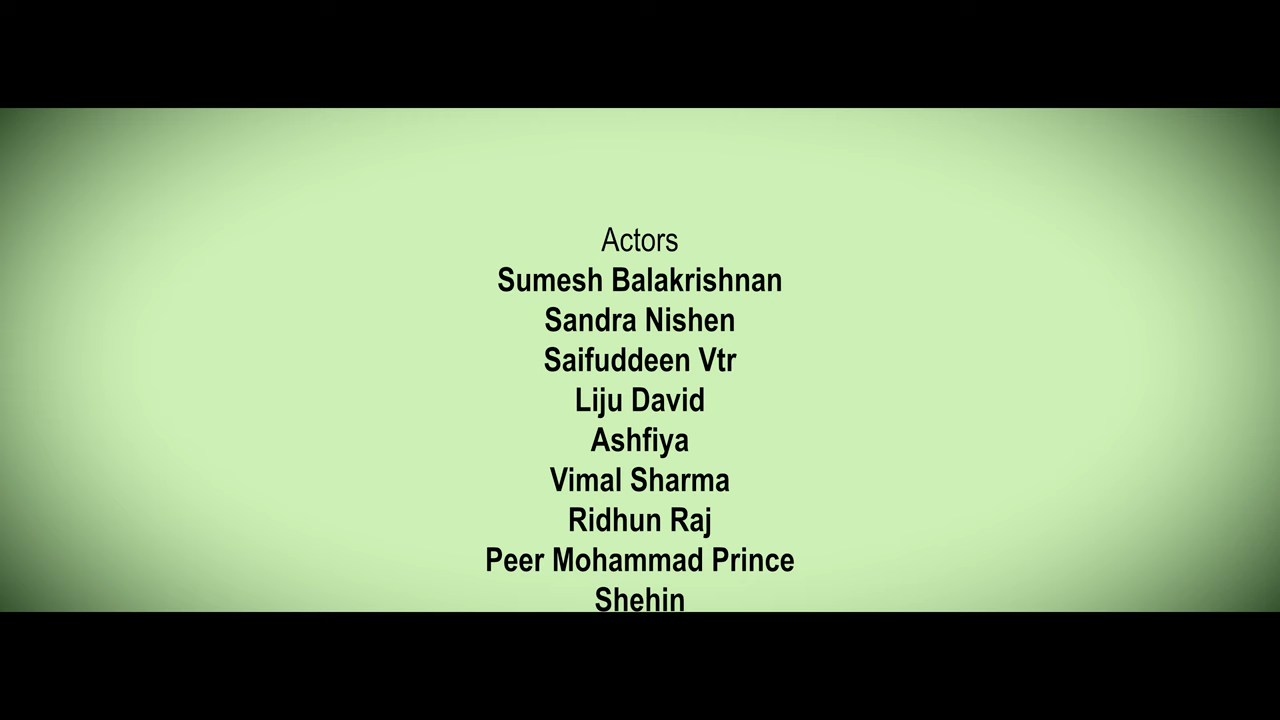 Actors
Sumesh Balakrishnan
Sandra Nishen
Saifuddeen Vtr
Liju David
Ashfiya
Vimal Sharma
Ridhun Raj
Peer Mohammad Prince
Shehin